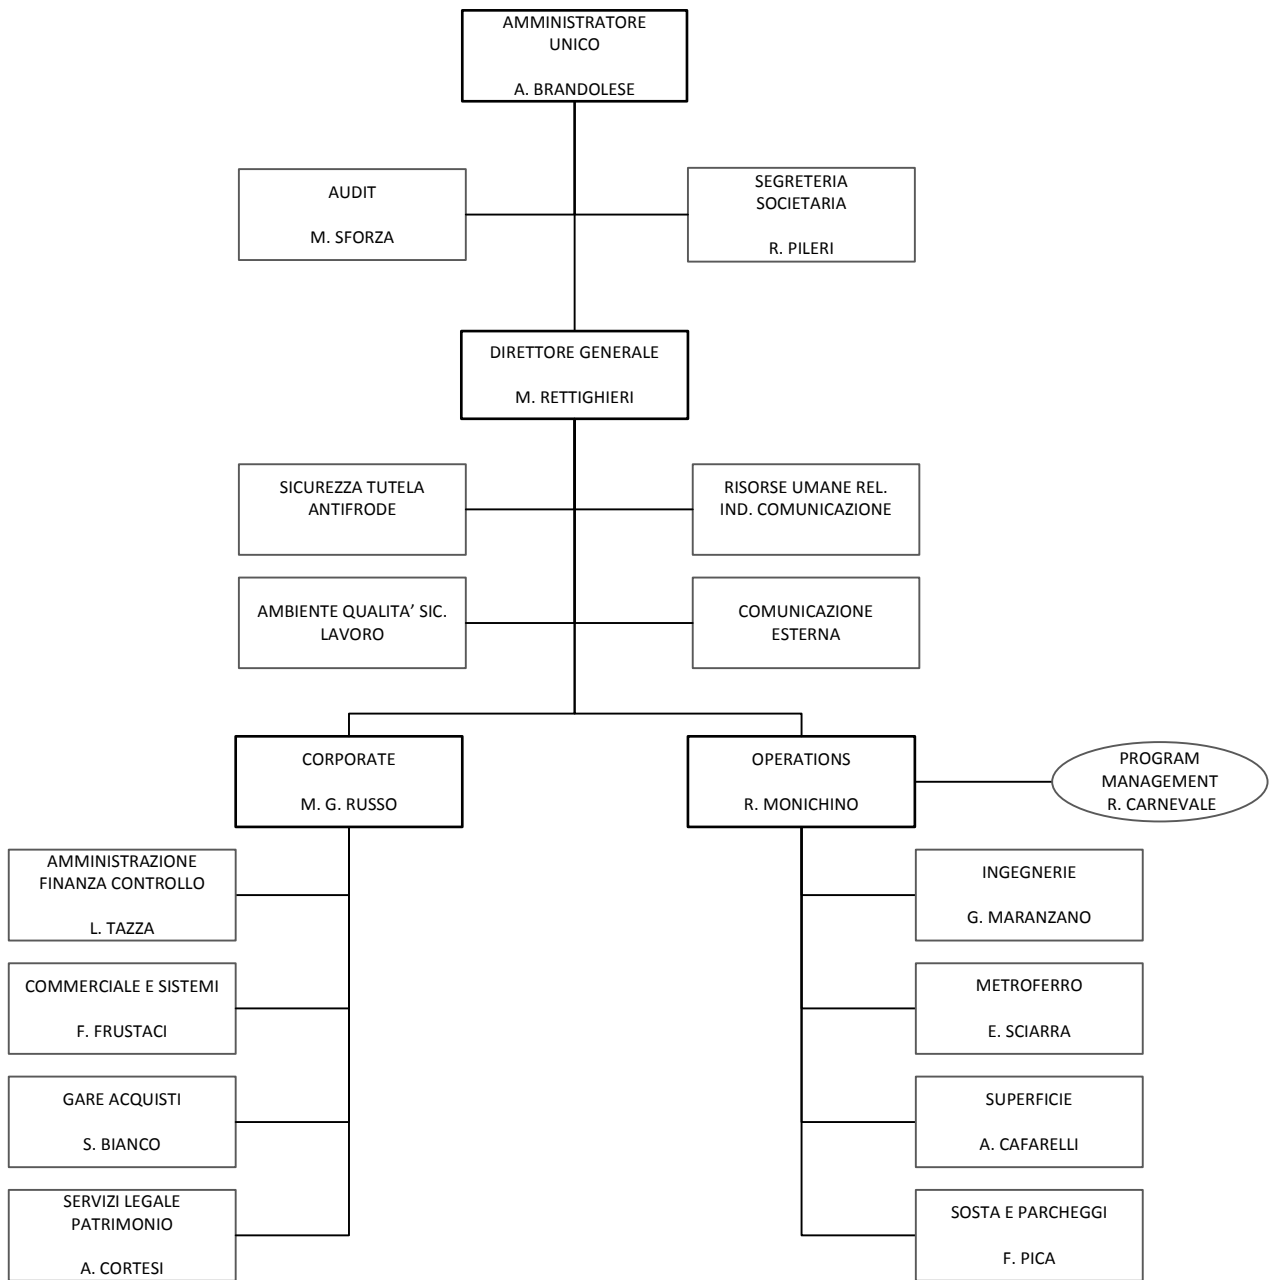 AMMINISTRATORE
UNICO
A. BRANDOLESE
AUDIT
M. SFORZA
SEGRETERIA
SOCIETARIA
R. PILERI
DIRETTORE GENERALE
M. RETTIGHIERI
SICUREZZA TUTELA
ANTIFRODE
RISORSE UMANE REL.
IND. COMUNICAZIONE
AMBIENTE QUALITA’ SIC.
LAVORO
COMUNICAZIONE
ESTERNA
CORPORATE
M. G. RUSSO
OPERATIONS
R. MONICHINO
PROGRAM
MANAGEMENT
R. CARNEVALE
AMMINISTRAZIONE
FINANZA CONTROLLO
L. TAZZA
INGEGNERIE
G. MARANZANO
COMMERCIALE E SISTEMI
F. FRUSTACI
METROFERRO
E. SCIARRA
GARE ACQUISTI
S. BIANCO
SUPERFICIE
A. CAFARELLI
SERVIZI LEGALE
PATRIMONIO
A. CORTESI
SOSTA E PARCHEGGI
F. PICA